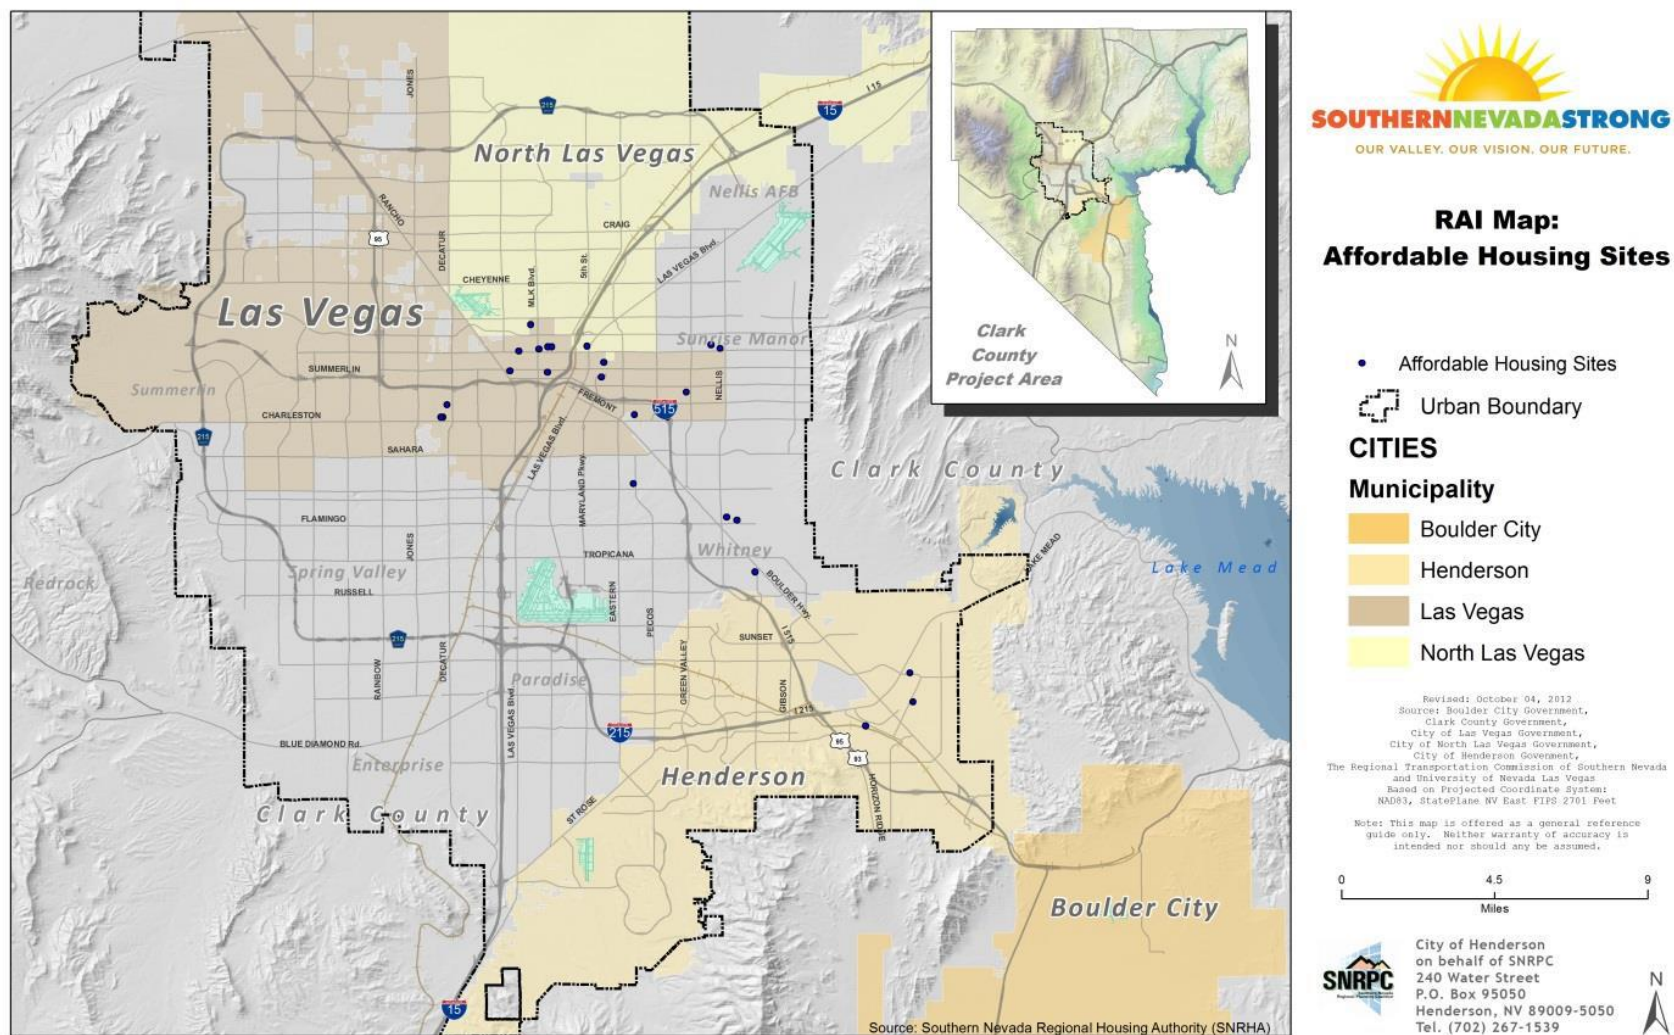 JONES
215
15
I 15
North Las Vegas
Nellis AFB
RANCHO
CRAIG
95
DECATUR
LAS VEGAS Blvd.
5th St.
CHEYENNE
MLK Blvd.
Las Vegas
Sunrise Manor
SUMMERLIN
Summerlin
NELLIS
FREMONT
515
CHARLESTON
215
SAHARA
LAS VEGAS Blvd.
MARYLAND Pkwy.
Clark County
FLAMINGO
JONES
TROPICANA
Whitney
LAKE MEAD
Lake Mead
Redrock
Spring Valley
RUSSELL
BOULDER Hwy.
EASTERN
PECOS
215
SUNSET
I 515
DECATUR
RAINBOW
GREEN VALLEY
Paradise
GIBSON
LAS VEGAS Blvd.
I 215
215
BLUE DIAMOND Rd.
95
93
Enterprise
Henderson
HORIZON RIDGE
Clark County
ST ROSE
Boulder City
15
Source: Southern Nevada Regional Housing Authority (SNRHA)
Clark
County
Project Area
N
SOUTHERNNEVADASTRONG
OUR VALLEY. OUR VISION. OUR FUTURE.
RAI Map:
Affordable Housing Sites
Affordable Housing Sites
Urban Boundary
CITIES
Municipality
Boulder City
Henderson
Las Vegas
North Las Vegas
Revised: October 04, 2012
Source: Boulder City Government,
Clark County Government,
City of Las Vegas Government,
City of North Las Vegas Government,
City of Henderson Govenment,
The Regional Transportation Commission of Southern Nevada
and University of Nevada Las Vegas
Based on Projected Coordinate System:
NAD83, StatePlane NV East FIPS 2701 Feet
Note: This map is offered as a general reference
guide only. Neither warranty of accuracy is
intended nor should any be assumed.
0 4.5 9
Miles
SNRPC
City of Henderson
on behalf of SNRPC
240 Water Street
P.O. Box 95050
Henderson, NV 89009-5050
Tel. (702) 267-1539
N